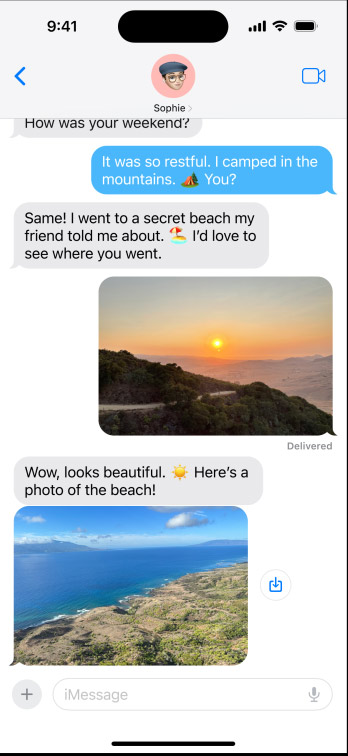 9:41
Sophie
How was your weekend?
It was so restful. I camped in the
mountains. 🏕️ You?
Same! I went to a secret beach my
friend told me about. 🏖️ I'd love to
see where you went.
Delivered
Wow, looks beautiful. ☀️ Here's a
photo of the beach!
iMessage